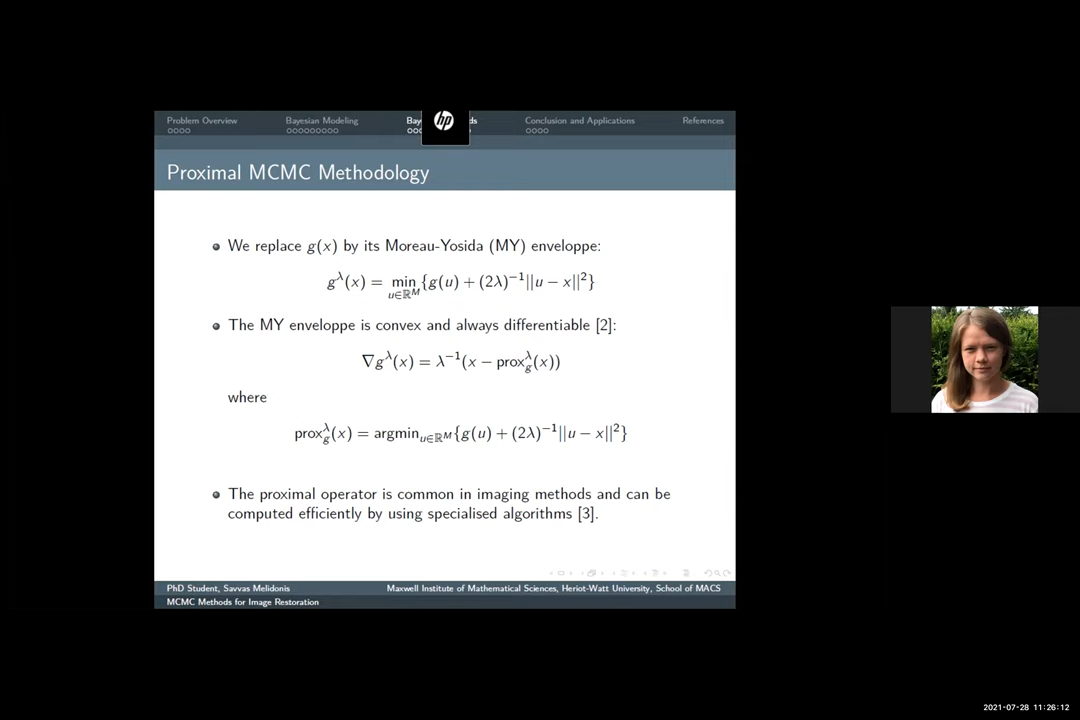 Problem Overview Bayesian Modeling Bay ds Conclusion and Applications References
hp
Proximal MCMC Methodology
We replace g(x) by its Moreau-Yosida (MY) enveloppe:
g^λ(x) = min_{u∈ℝ^M} {g(u) + (2λ)^{−1}||u − x||^2}
The MY enveloppe is convex and always differentiable [2]:
∇g^λ(x) = λ^{−1}(x − prox_g^λ(x))
where
prox_g^λ(x) = argmin_{u∈ℝ^M} {g(u) + (2λ)^{−1}||u − x||^2}
The proximal operator is common in imaging methods and can be
computed efficiently by using specialised algorithms [3].
PhD Student, Savvas Melidonis Maxwell Institute of Mathematical Sciences, Heriot-Watt University, School of MACS
MCMC Methods for Image Restoration
2021-07-28 11:26:12